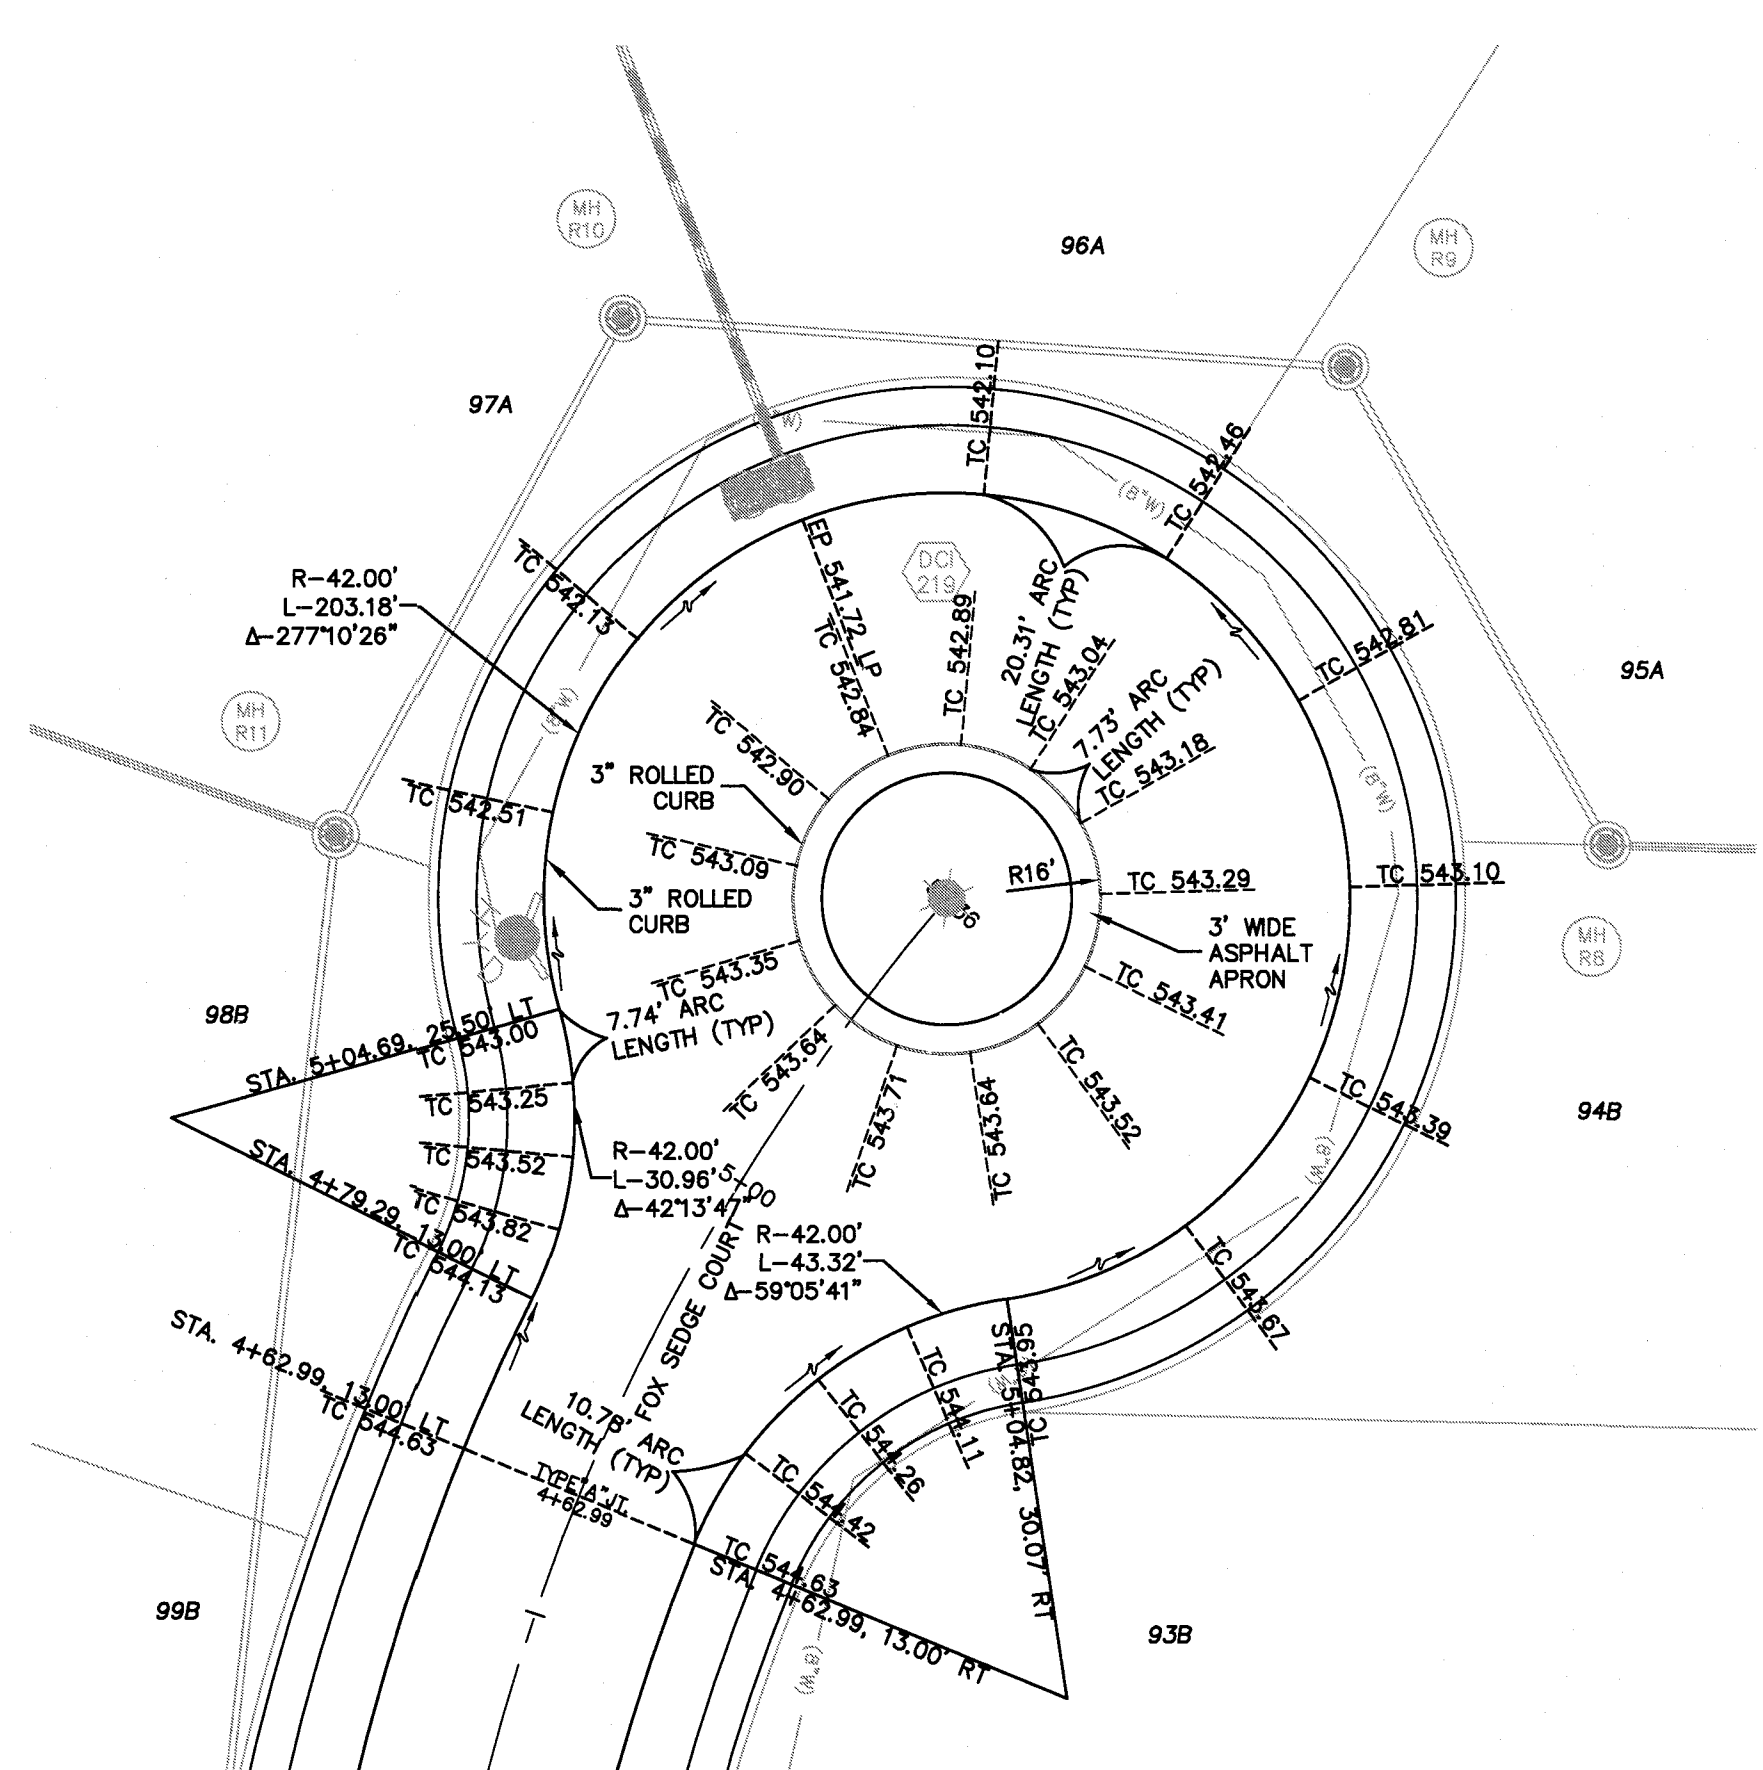 MH
R10
96A
MH
R9
97A
TC 542.10
TC 542.46
(8"W)
TC 542.13
EP 541.72 LP
TC 542.84
DCI
219
TC 542.89
20.31' ARC
LENGTH (TYP)
TC 543.04
7.73' ARC
LENGTH (TYP)
TC 543.18
TC 542.81
95A
R-42.00'
L-203.18'
Δ-277°10'26"
MH
R11
(8"W)
TC 542.90
3" ROLLED
CURB
TC 542.51
TC 543.09
(8"W)
R16'
TC 543.29
TC 543.10
3" ROLLED
CURB
3' WIDE
ASPHALT
APRON
MH
R8
TC 543.35
7.74' ARC
LENGTH (TYP)
TC 543.41
98B
STA. 5+04.69, 25.50' LT
TC 543.00
TC 543.64
TC 543.71
TC 543.64
TC 543.52
TC 543.25
TC 543.39
94B
TC 543.52
STA. 4+79.29, 13.00' LT
TC 544.13
TC 543.82
R-42.00'
L-30.96'
Δ-42°13'47"
5+00
(8"W)
FOX SEDGE COURT
R-42.00'
L-43.32'
Δ-59°05'41"
TC 543.67
STA. 4+62.99, 13.00' LT
TC 544.63
10.78' ARC
LENGTH (TYP)
TYPE "A" JT.
4+62.99
TC 544.11
TC 544.26
TC 544.42
TC 543.95
STA. 5+04.82, 30.07' RT
TC 544.63
STA. 4+62.99, 13.00' RT
99B
93B
(8"W)